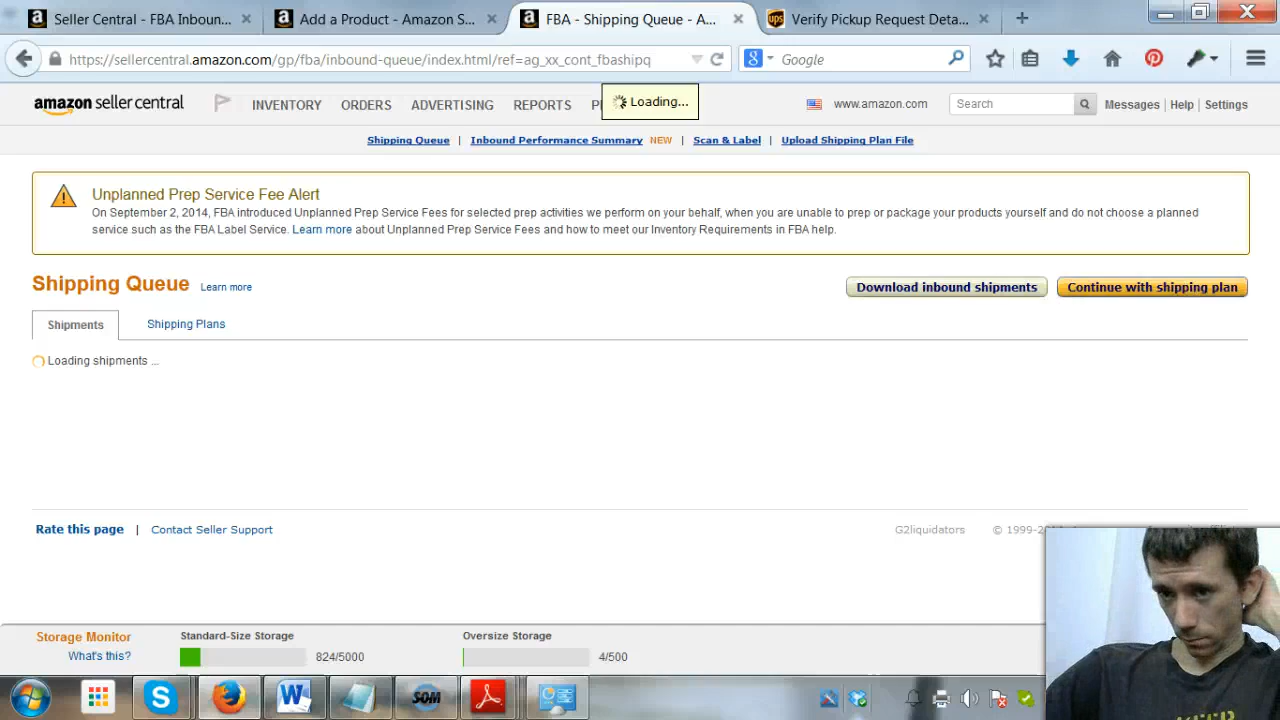 Seller Central - FBA Inboun...
Add a Product - Amazon S...
FBA - Shipping Queue - A...
Verify Pickup Request Deta...
https://sellercentral.amazon.com/gp/fba/inbound-queue/index.html/ref=ag_xx_cont_fbashipq
Google
amazon seller central
INVENTORY ORDERS ADVERTISING REPORTS
Loading...
www.amazon.com
Search
Messages | Help | Settings
Shipping Queue | Inbound Performance Summary NEW | Scan & Label | Upload Shipping Plan File
Unplanned Prep Service Fee Alert
On September 2, 2014, FBA introduced Unplanned Prep Service Fees for selected prep activities we perform on your behalf, when you are unable to prep or package your products yourself and do not choose a planned
service such as the FBA Label Service. Learn more about Unplanned Prep Service Fees and how to meet our Inventory Requirements in FBA help.
Shipping Queue Learn more
Download inbound shipments
Continue with shipping plan
Shipments Shipping Plans
Loading shipments ...
Rate this page | Contact Seller Support
G2liquidators © 1999-2
Storage Monitor
What's this?
Standard-Size Storage
824/5000
Oversize Storage
4/500
ups
SOM